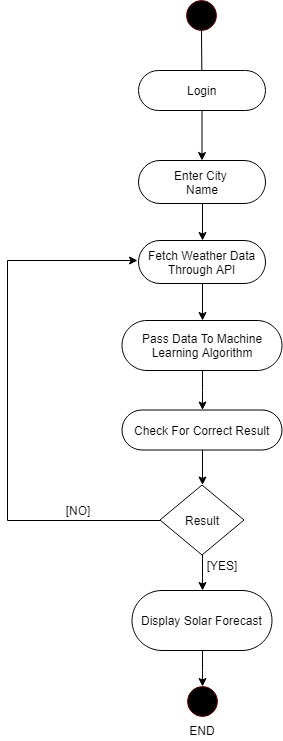 Login
Enter City
Name
Fetch Weather Data
Through API
Pass Data To Machine
Learning Algorithm
Check For Correct Result
Result
[NO]
[YES]
Display Solar Forecast
END